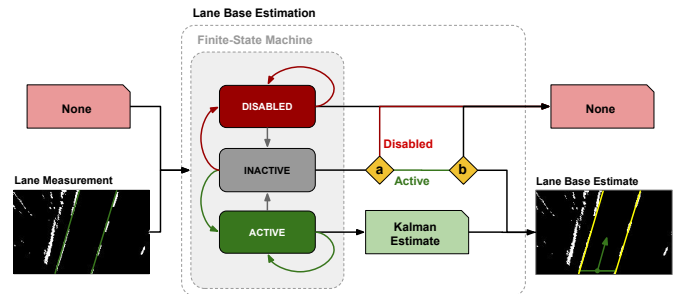 Lane Base Estimation
Finite-State Machine
None
DISABLED
None
Disabled
Lane Measurement
INACTIVE
a
b
Active
Lane Base Estimate
ACTIVE
Kalman
Estimate